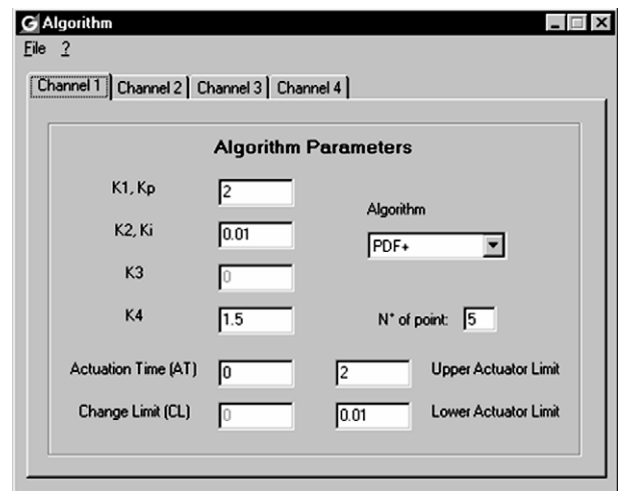 G Algorithm
File ?
Channel 1 Channel 2 Channel 3 Channel 4
Algorithm Parameters
K1, Kp 2
Algorithm
K2, Ki 0.01
PDF+
K3 0
K4 1.5 N° of point: 5
Actuation Time (AT) 0 2 Upper Actuator Limit
Change Limit (CL) 0 0.01 Lower Actuator Limit